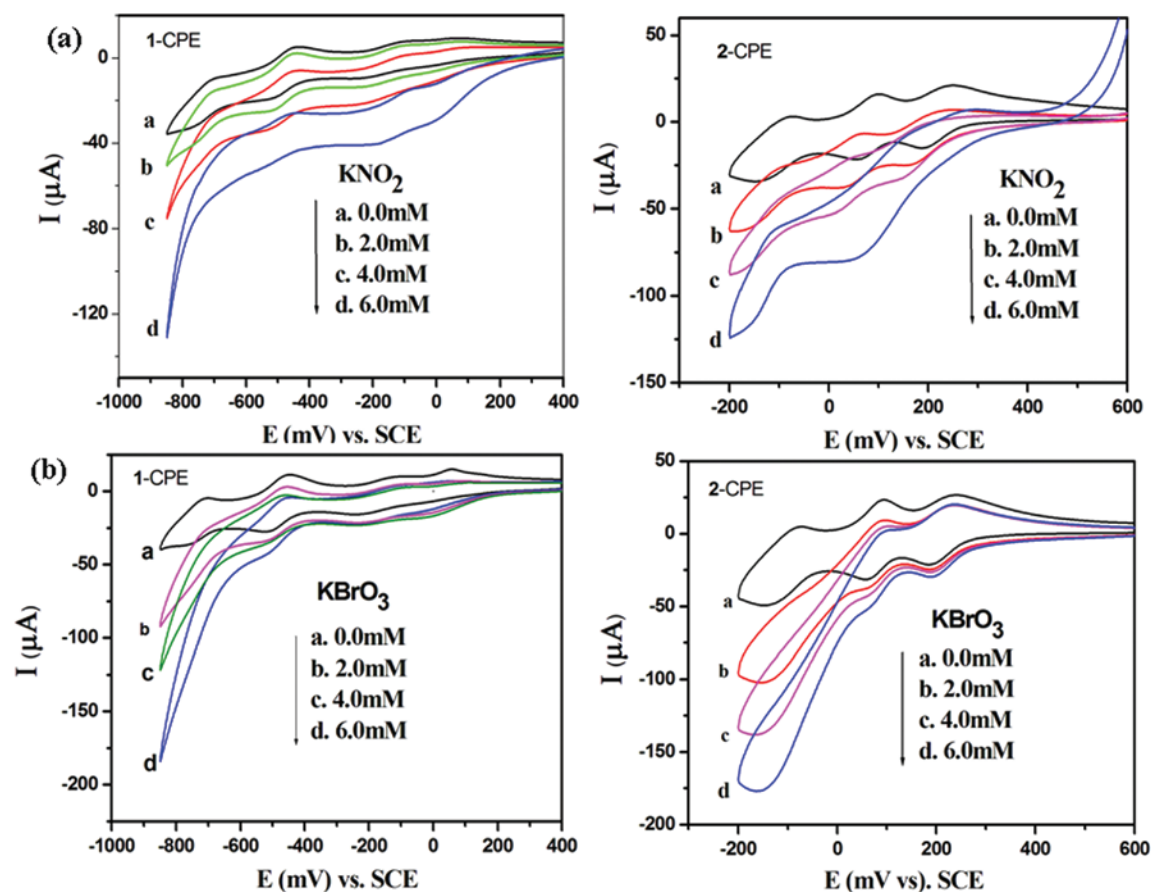 (a)
1-CPE
0
-40
-80
-120
I (µA)
a
b
c
d
KNO2
a. 0.0mM
b. 2.0mM
c. 4.0mM
d. 6.0mM
-1000 -800 -600 -400 -200 0 200 400
E (mV) vs. SCE
2-CPE
50
0
-50
-100
-150
I (µA)
a
b
c
d
KNO2
a. 0.0mM
b. 2.0mM
c. 4.0mM
d. 6.0mM
-200 0 200 400 600
E (mV) vs. SCE
(b)
1-CPE
50
0
-50
-100
-150
-200
I (µA)
a
b
c
d
KBrO3
a. 0.0mM
b. 2.0mM
c. 4.0mM
d. 6.0mM
-1000 -800 -600 -400 -200 0 200 400
E (mV) vs. SCE
2-CPE
50
0
-50
-100
-150
-200
I (µA)
a
b
c
d
KBrO3
a. 0.0mM
b. 2.0mM
c. 4.0mM
d. 6.0mM
-200 0 200 400 600
E (mV vs). SCE